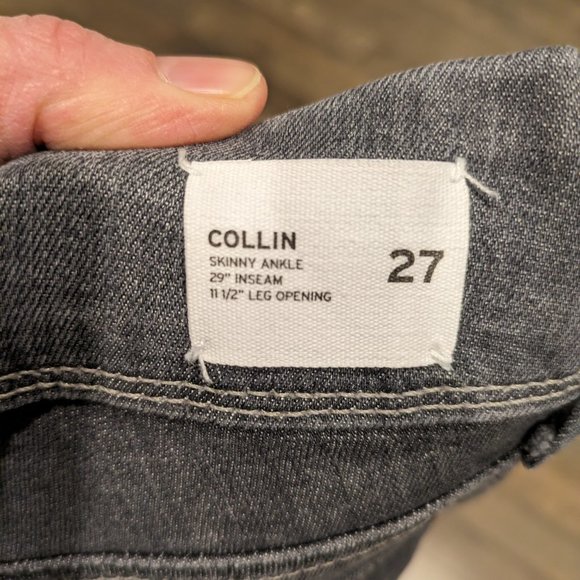 COLLIN
SKINNY ANKLE
29" INSEAM
11 1/2" LEG OPENING
27